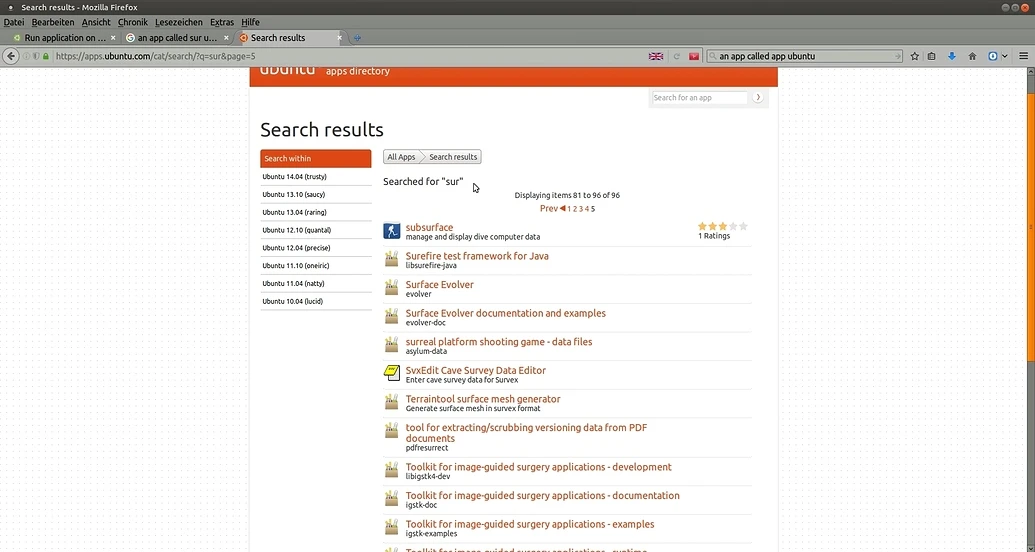 Search results - Mozilla Firefox
Datei Bearbeiten Ansicht Chronik Lesezeichen Extras Hilfe
Run application on ... × an app called sur u... × Search results ×
https://apps.ubuntu.com/cat/search/?q=sur&page=5 an app called app ubuntu
ubuntu apps directory
Search for an app
Search results
Search within
Ubuntu 14.04 (trusty)
Ubuntu 13.10 (saucy)
Ubuntu 13.04 (raring)
Ubuntu 12.10 (quantal)
Ubuntu 12.04 (precise)
Ubuntu 11.10 (oneiric)
Ubuntu 11.04 (natty)
Ubuntu 10.04 (lucid)
All Apps Search results
Searched for "sur"
Displaying items 81 to 96 of 96
Prev 1 2 3 4 5
subsurface
manage and display dive computer data
1 Ratings
Surefire test framework for Java
libsurefire-java
Surface Evolver
evolver
Surface Evolver documentation and examples
evolver-doc
surreal platform shooting game - data files
asylum-data
SvxEdit Cave Survey Data Editor
Enter cave survey data for Survex
Terraintool surface mesh generator
Generate surface mesh in survex format
tool for extracting/scrubbing versioning data from PDF
documents
pdfresurrect
Toolkit for image-guided surgery applications - development
libigstk4-dev
Toolkit for image-guided surgery applications - documentation
igstk-doc
Toolkit for image-guided surgery applications - examples
igstk-examples
Toolkit for image-guided surgery applications - runtime